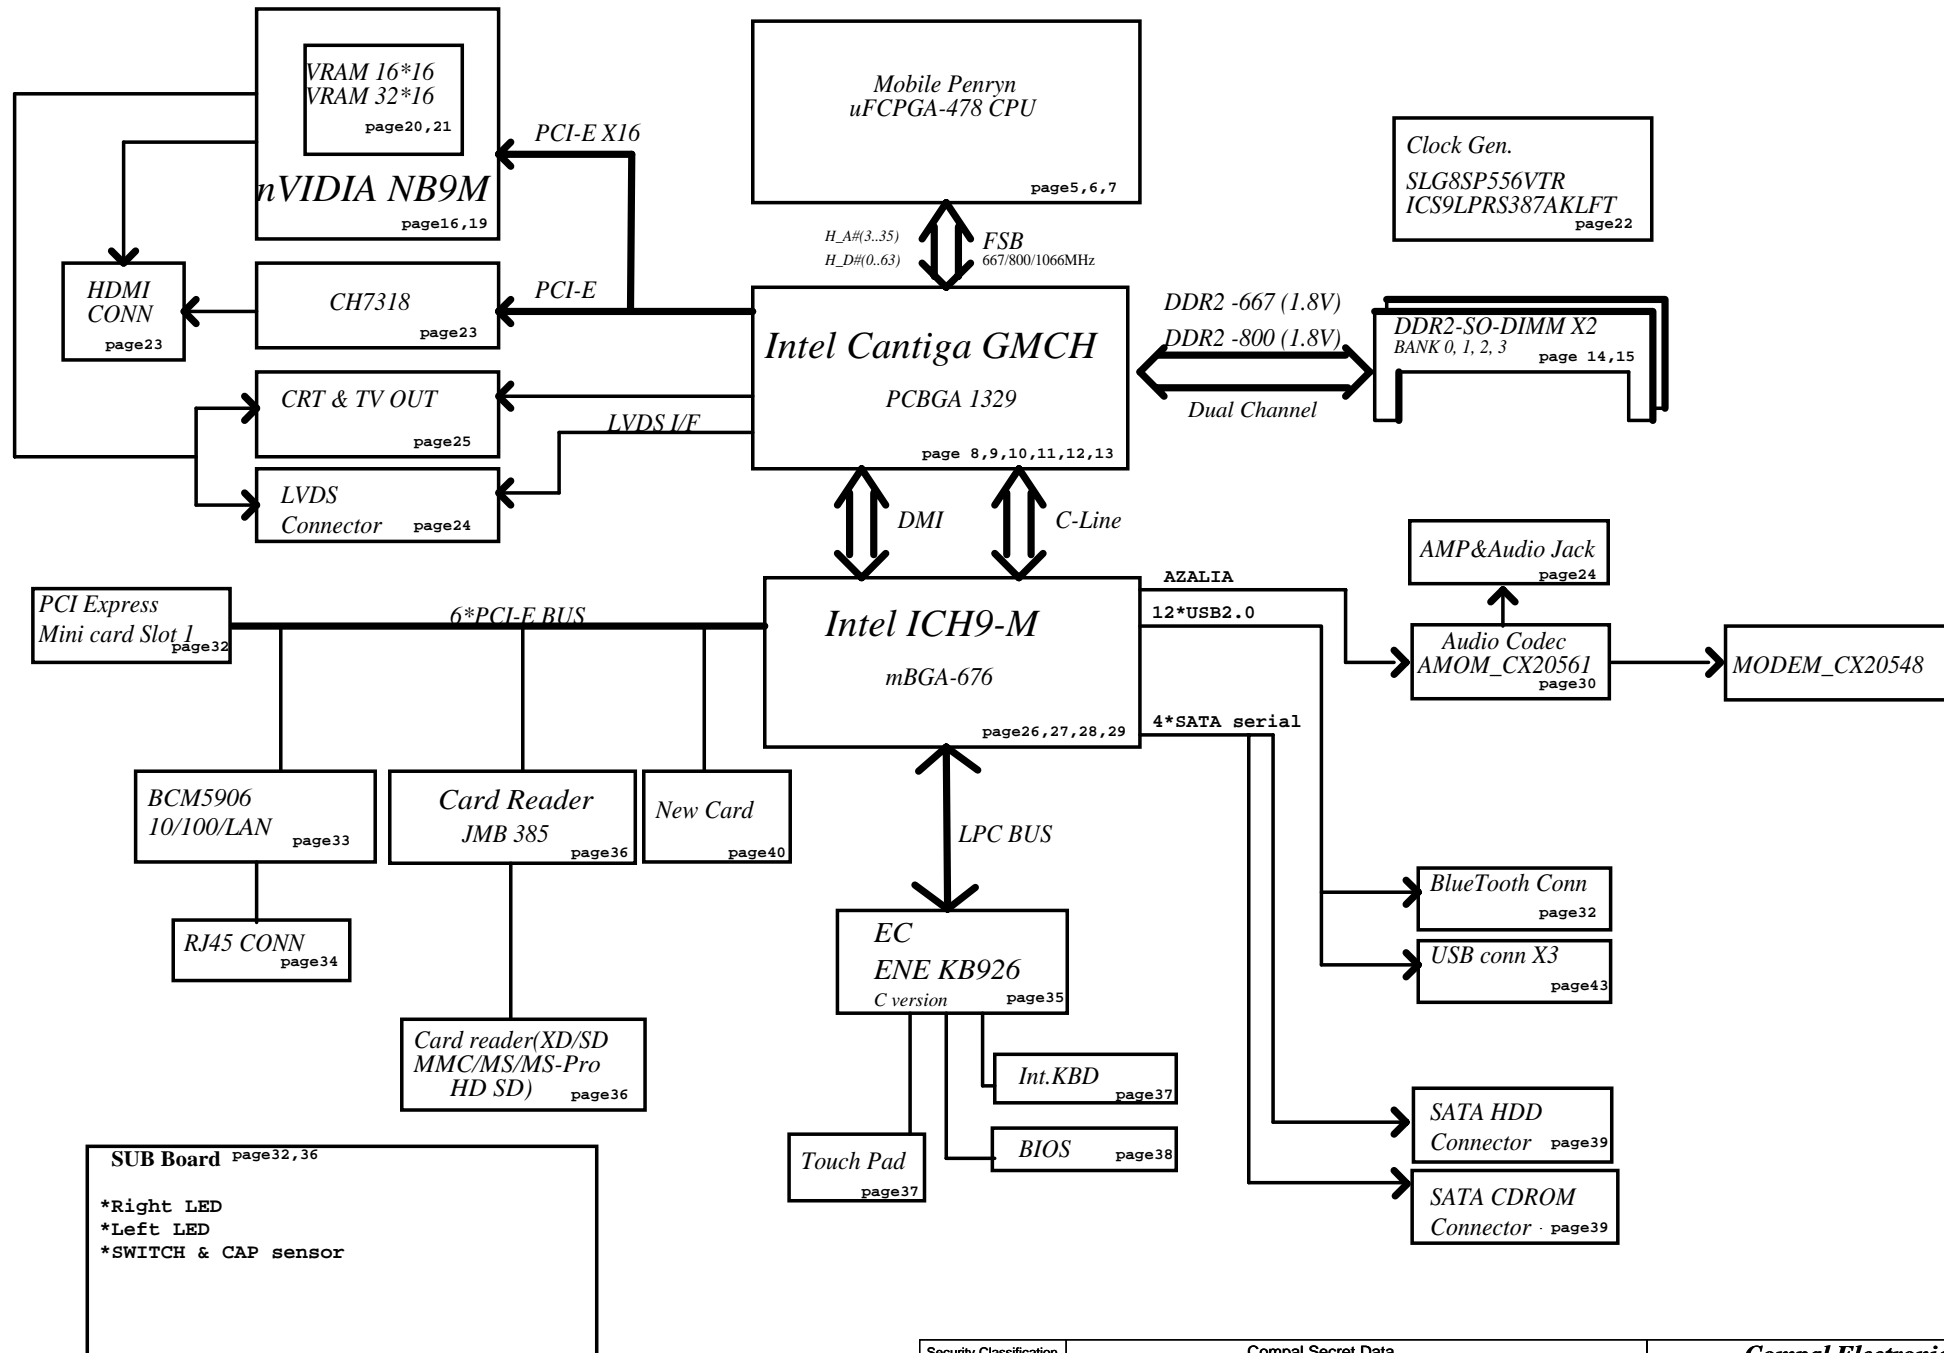 VRAM 16*16
VRAM 32*16
page20,21
nVIDIA NB9M
page16,19
PCI-E X16
Mobile Penryn
uFCPGA-478 CPU
page5,6,7
Clock Gen.
SLG8SP556VTR
ICS9LPRS387AKLFT
page22
H_A#(3..35)
H_D#(0..63)
FSB
667/800/1066MHz
HDMI
CONN
page23
CH7318
page23
PCI-E
Intel Cantiga GMCH
PCBGA 1329
page 8,9,10,11,12,13
DDR2 -667 (1.8V)
DDR2 -800 (1.8V)
Dual Channel
DDR2-SO-DIMM X2
BANK 0, 1, 2, 3
page 14,15
CRT & TV OUT
page25
LVDS I/F
LVDS
Connector
page24
DMI
C-Line
AMP&Audio Jack
page24
PCI Express
Mini card Slot 1
page32
6*PCI-E BUS
Intel ICH9-M
mBGA-676
page26,27,28,29
AZALIA
12*USB2.0
4*SATA serial
Audio Codec
AMOM_CX20561
page30
MODEM_CX20548
BCM5906
10/100/LAN
page33
Card Reader
JMB 385
page36
New Card
page40
LPC BUS
RJ45 CONN
page34
EC
ENE KB926
C version
page35
BlueTooth Conn
page32
USB conn X3
page43
Card reader(XD/SD
MMC/MS/MS-Pro
HD SD)
page36
Int.KBD
page37
BIOS
page38
Touch Pad
page37
SATA HDD
Connector
page39
SATA CDROM
Connector
page39
SUB Board page32,36
*Right LED
*Left LED
*SWITCH & CAP sensor
Security Classification
Compal Secret Data
Compal Electronic